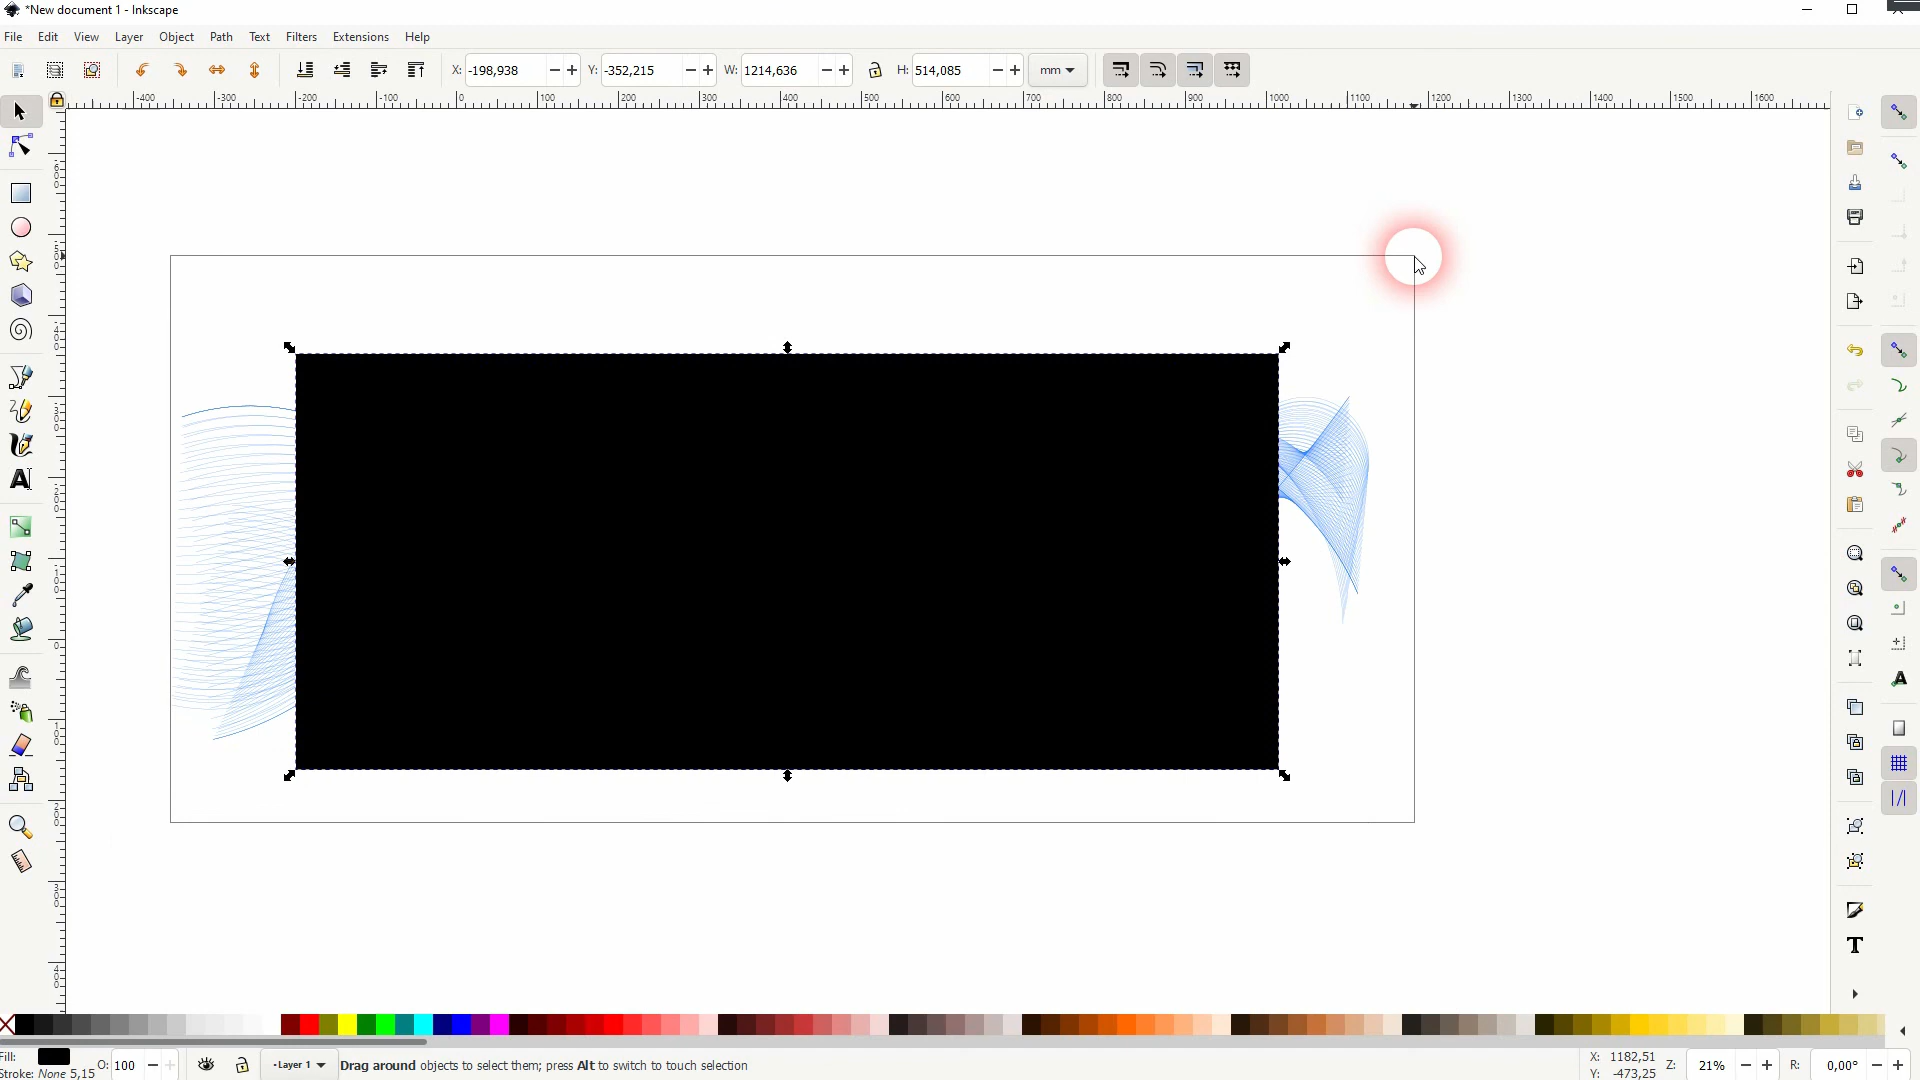 *New document 1 - Inkscape
File Edit View Layer Object Path Text Filters Extensions Help
X: -198,938 Y: -352,215 W: 1214,636 H: 514,085 mm
-400 -300 -200 -100 0 100 200 300 400 500 600 700 800 900 1000 1100 1200 1300 1400 1500 1600
Fill: O: 100 Layer 1 Drag around objects to select them; press Alt to switch to touch selection X: 1182,51 Z: 21% R: 0,00°
Stroke: None 5,15 Y: -473,25